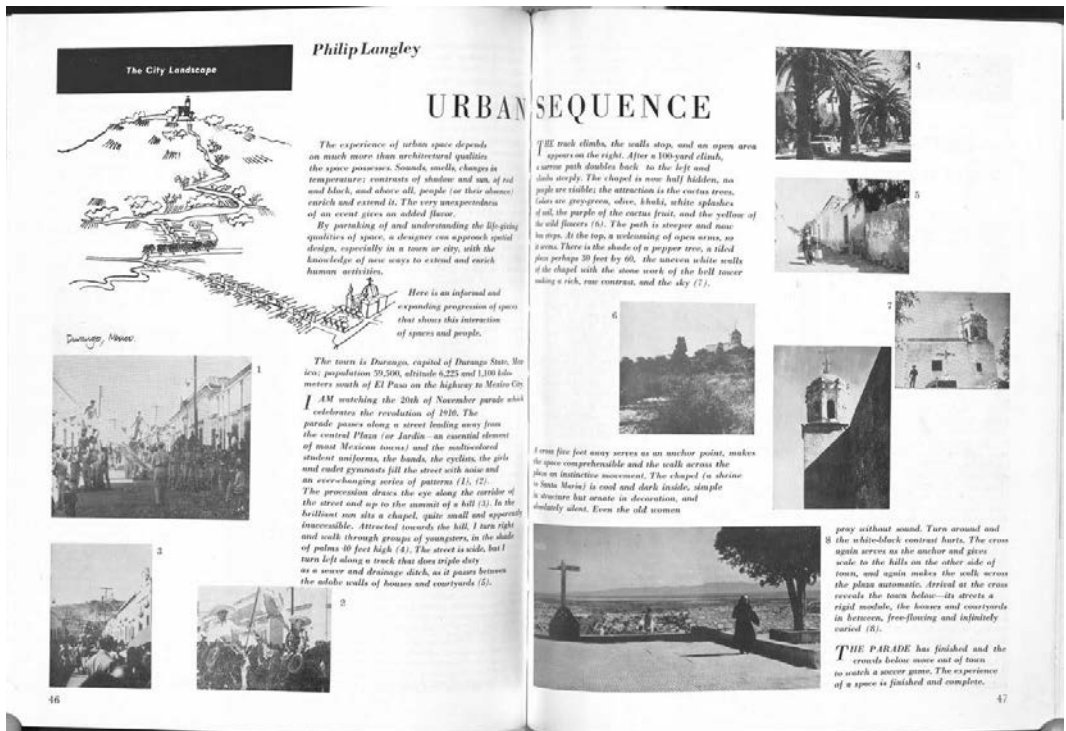 The City Landscape
Philip Langley
URBAN SEQUENCE
Durango, Mexico.
The experience of urban space depends
on much more than architectural qualities
the space possesses. Sounds, smells, changes in
temperature; contrasts of shadow and sun, of red
and black, and above all, people (or their absence)
enrich and extend it. The very unexpectedness
of an event gives an added flavor.
By partaking of and understanding the life-giving
qualities of space, a designer can approach spatial
design, especially in a town or city, with the
knowledge of new ways to extend and enrich
human activities.
Here is an informal and
expanding progression of space
that shows this interaction
of spaces and people.
The town is Durango, capitol of Durango State, Mex-
ico; population 59,500, altitude 6,225 and 1,100 kilo-
meters south of El Paso on the highway to Mexico City.
I AM watching the 20th of November parade which
celebrates the revolution of 1910. The
parade passes along a street leading away from
the central Plaza (or Jardin—an essential element
of most Mexican towns) and the multicolored
student uniforms, the bands, the cyclists, the girls
and cadet gymnasts fill the street with noise and
an ever-changing series of patterns (1), (2).
The procession draws the eye along the corridor of
the street and up to the summit of a hill (3). In the
brilliant sun sits a chapel, quite small and apparently
inaccessible. Attracted towards the hill, I turn right
and walk through groups of youngsters, in the shade
of palms 40 feet high (4). The street is wide, but I
turn left along a track that does triple duty
as a sewer and drainage ditch, as it passes between
the adobe walls of houses and courtyards (5).
1
3
2
46
THE track climbs, the walls stop, and an open area
appears on the right. After a 100-yard climb,
a narrow path doubles back to the left and
climbs steeply. The chapel is now half hidden, no
people are visible; the attraction is the cactus trees.
Colors are grey-green, olive, khaki, white splashes
of soil, the purple of the cactus fruit, and the yellow of
the wild flowers (6). The path is steeper and now
has steps. At the top, a welcoming of open arms, so
it seems. There is the shade of a pepper tree, a tiled
plaza perhaps 30 feet by 60, the uneven white walls
of the chapel with the stone work of the bell tower
making a rich, raw contrast, and the sky (7).
4
5
6
7
A cross five feet away serves as an anchor point, makes
the space comprehensible and the walk across the
plaza an instinctive movement. The chapel (a shrine
to Santa Maria) is cool and dark inside, simple
in structure but ornate in decoration, and
absolutely silent. Even the old women
8
pray without sound. Turn around and
the white-black contrast hurts. The cross
again serves as the anchor and gives
scale to the hills on the other side of
town, and again makes the walk across
the plaza automatic. Arrival at the cross
reveals the town below—its streets a
rigid module, the houses and courtyards
in between, free-flowing and infinitely
varied (8).
THE PARADE has finished and the
crowds below move out of town
to watch a soccer game. The experience
of a space is finished and complete.
47